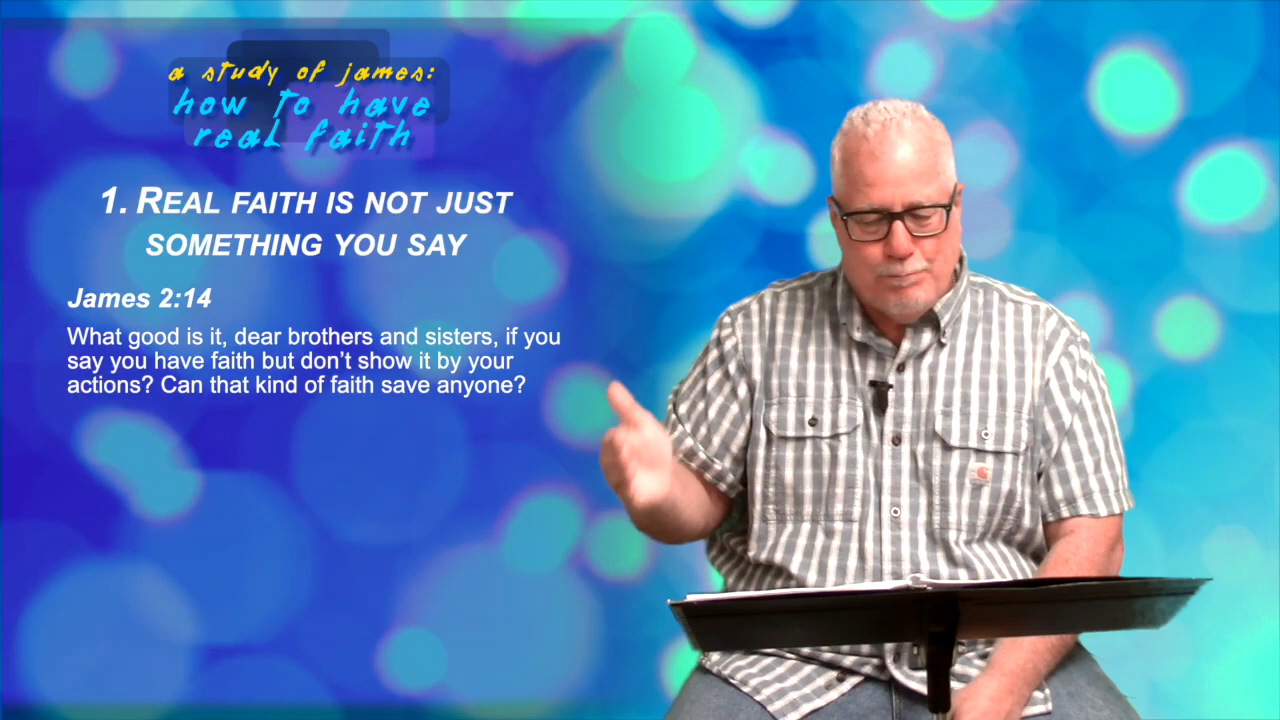 a study of james:
how to have
real faith
1. REAL FAITH IS NOT JUST
SOMETHING YOU SAY
James 2:14
What good is it, dear brothers and sisters, if you
say you have faith but don’t show it by your
actions? Can that kind of faith save anyone?